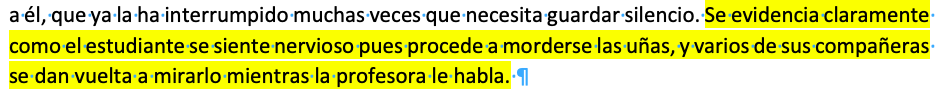 a él, que ya la ha interrumpido muchas veces que necesita guardar silencio. Se evidencia claramente
como el estudiante se siente nervioso pues procede a morderse las uñas, y varios de sus compañeras
se dan vuelta a mirarlo mientras la profesora le habla. ¶